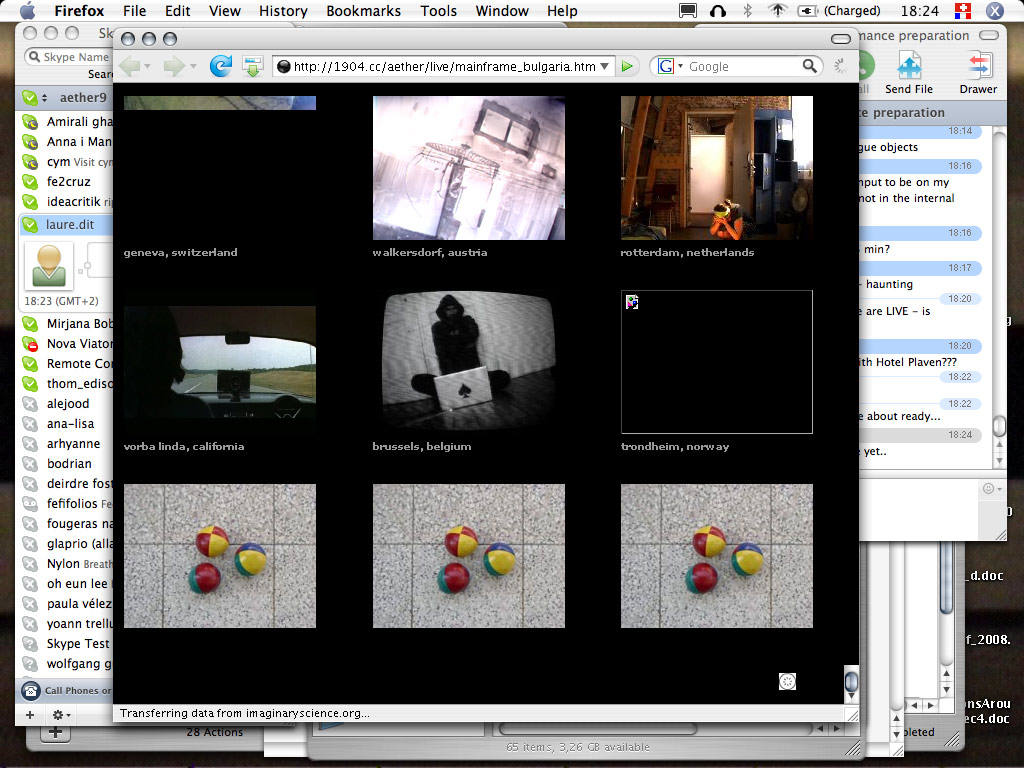 Firefox File Edit View History Bookmarks Tools Window Help (Charged) 18:24
Sk
mance preparation
Skype Name
http://1904.cc/aether/live/mainframe_bulgaria.htm
Google
Sear
all Send File Drawer
aether9
ce preparation
Amirali gha
Anna i Man
cym Visit cym
fe2cruz
ideacritik rip
laure.dit
18:23 (GMT+2)
Mirjana Bob
Nova Viator
Remote Cor
thom_ediso
alejood
ana-lisa
arhyanne
bodrian
deirdre fost
fefifolios Fee
fougeras na
glaprio (alla
Nylon Breath
oh eun lee
paula vélez
yoann trellu
Skype Test
wolfgang g
Call Phones or
28 Actions
geneva, switzerland
walkersdorf, austria
rotterdam, netherlands
vorba linda, california
brussels, belgium
trondheim, norway
Transferring data from imaginaryscience.org...
65 items, 3,26 GB available
18:14
gue objects
18:16
nput to be on my
not in the internal
18:16
s min?
18:17
- haunting
18:20
e are LIVE - is
18:20
ith Hotel Plaven???
18:22
18:22
e about ready...
18:24
yet..
_d.doc
f_2008.
nsArou
ec4.doc
pleted